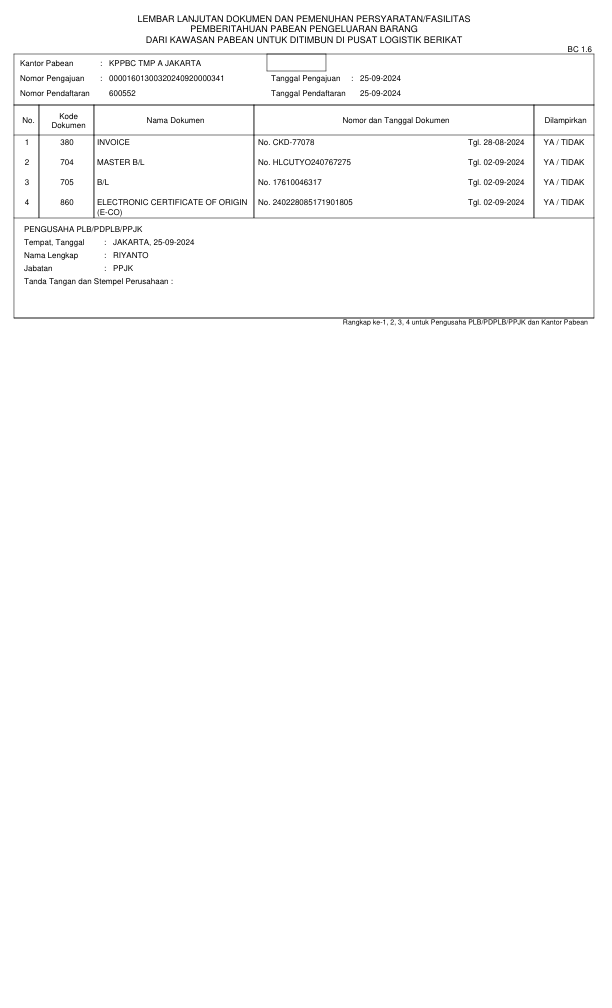 LEMBAR LANJUTAN DOKUMEN DAN PEMENUHAN PERSYARATAN/FASILITAS
PEMBERITAHUAN PABEAN PENGELUARAN BARANG
DARI KAWASAN PABEAN UNTUK DITIMBUN DI PUSAT LOGISTIK BERIKAT
BC 1.6
Kantor Pabean : KPPBC TMP A JAKARTA
Nomor Pengajuan : 00001601300320240920000341 Tanggal Pengajuan : 25-09-2024
Nomor Pendaftaran 600552 Tanggal Pendaftaran 25-09-2024
No. Kode Dokumen Nama Dokumen Nomor dan Tanggal Dokumen Dilampirkan
1 380 INVOICE No. CKD-77078 Tgl. 28-08-2024 YA / TIDAK
2 704 MASTER B/L No. HLCUTYO240767275 Tgl. 02-09-2024 YA / TIDAK
3 705 B/L No. 17610046317 Tgl. 02-09-2024 YA / TIDAK
4 860 ELECTRONIC CERTIFICATE OF ORIGIN No. 240228085171901805 Tgl. 02-09-2024 YA / TIDAK
(E-CO)
PENGUSAHA PLB/PDPLB/PPJK
Tempat, Tanggal : JAKARTA, 25-09-2024
Nama Lengkap : RIYANTO
Jabatan : PPJK
Tanda Tangan dan Stempel Perusahaan :
Rangkap ke-1, 2, 3, 4 untuk Pengusaha PLB/PDPLB/PPJK dan Kantor Pabean